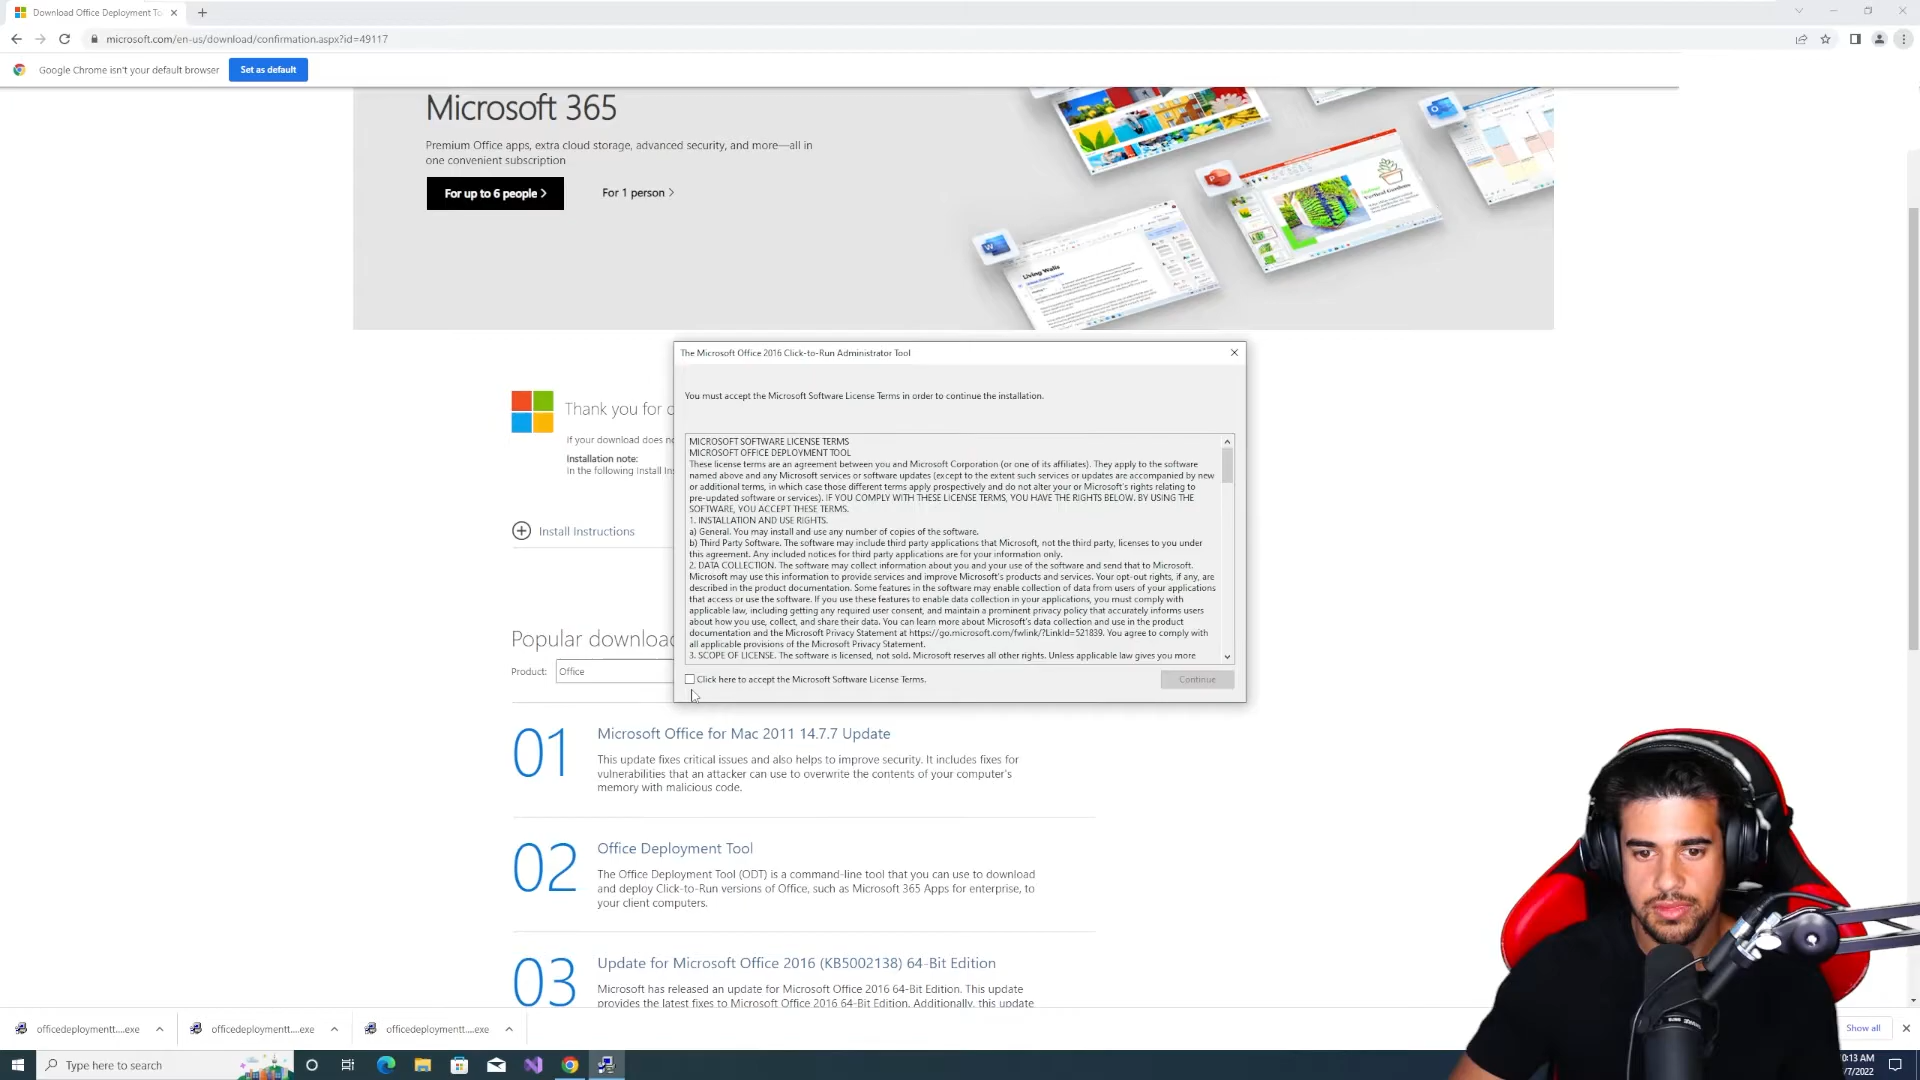 Download Office Deployment To
microsoft.com/en-us/download/confirmation.aspx?id=49117
Google Chrome isn't your default browser
Set as default
Microsoft 365
Premium Office apps, extra cloud storage, advanced security, and more—all in
one convenient subscription
For up to 6 people
For 1 person
Living Walls
The Microsoft Office 2016 Click-to-Run Administrator Tool
You must accept the Microsoft Software License Terms in order to continue the installation.
MICROSOFT SOFTWARE LICENSE TERMS
MICROSOFT OFFICE DEPLOYMENT TOOL
These license terms are an agreement between you and Microsoft Corporation (or one of its affiliates). They apply to the software
named above and any Microsoft services or software updates (except to the extent such services or updates are accompanied by new
or additional terms, in which case those different terms apply prospectively and do not alter your or Microsoft's rights relating to
pre-updated software or services). IF YOU COMPLY WITH THESE LICENSE TERMS, YOU HAVE THE RIGHTS BELOW. BY USING THE
SOFTWARE, YOU ACCEPT THESE TERMS.
1. INSTALLATION AND USE RIGHTS.
a) General. You may install and use any number of copies of the software.
b) Third Party Software. The software may include third party applications that Microsoft, not the third party, licenses to you under
this agreement. Any included notices for third party applications are for your information only.
2. DATA COLLECTION. The software may collect information about you and your use of the software and send that to Microsoft.
Microsoft may use this information to provide services and improve Microsoft's products and services. Your opt-out rights, if any, are
described in the product documentation. Some features in the software may enable collection of data from users of your applications
that access or use the software. If you use these features to enable data collection in your applications, you must comply with
applicable law, including getting any required user consent, and maintain a prominent privacy policy that accurately informs users
about how you use, collect, and share their data. You can learn more about Microsoft's data collection and use in the product
documentation and the Microsoft Privacy Statement at https://go.microsoft.com/fwlink/?LinkId=521839. You agree to comply with
all applicable provisions of the Microsoft Privacy Statement.
3. SCOPE OF LICENSE. The software is licensed, not sold. Microsoft reserves all other rights. Unless applicable law gives you more
Click here to accept the Microsoft Software License Terms.
Continue
Thank you for d
If your download does no
Installation note:
In the following Install In
Install Instructions
Popular download
Product:
Office
01
Microsoft Office for Mac 2011 14.7.7 Update
This update fixes critical issues and also helps to improve security. It includes fixes for
vulnerabilities that an attacker can use to overwrite the contents of your computer's
memory with malicious code.
02
Office Deployment Tool
The Office Deployment Tool (ODT) is a command-line tool that you can use to download
and deploy Click-to-Run versions of Office, such as Microsoft 365 Apps for enterprise, to
your client computers.
03
Update for Microsoft Office 2016 (KB5002138) 64-Bit Edition
Microsoft has released an update for Microsoft Office 2016 64-Bit Edition. This update
provides the latest fixes to Microsoft Office 2016 64-Bit Edition. Additionally, this update
officedeploymentt....exe
officedeploymentt....exe
officedeploymentt....exe
Show all
Type here to search
0:13 AM
/7/2022